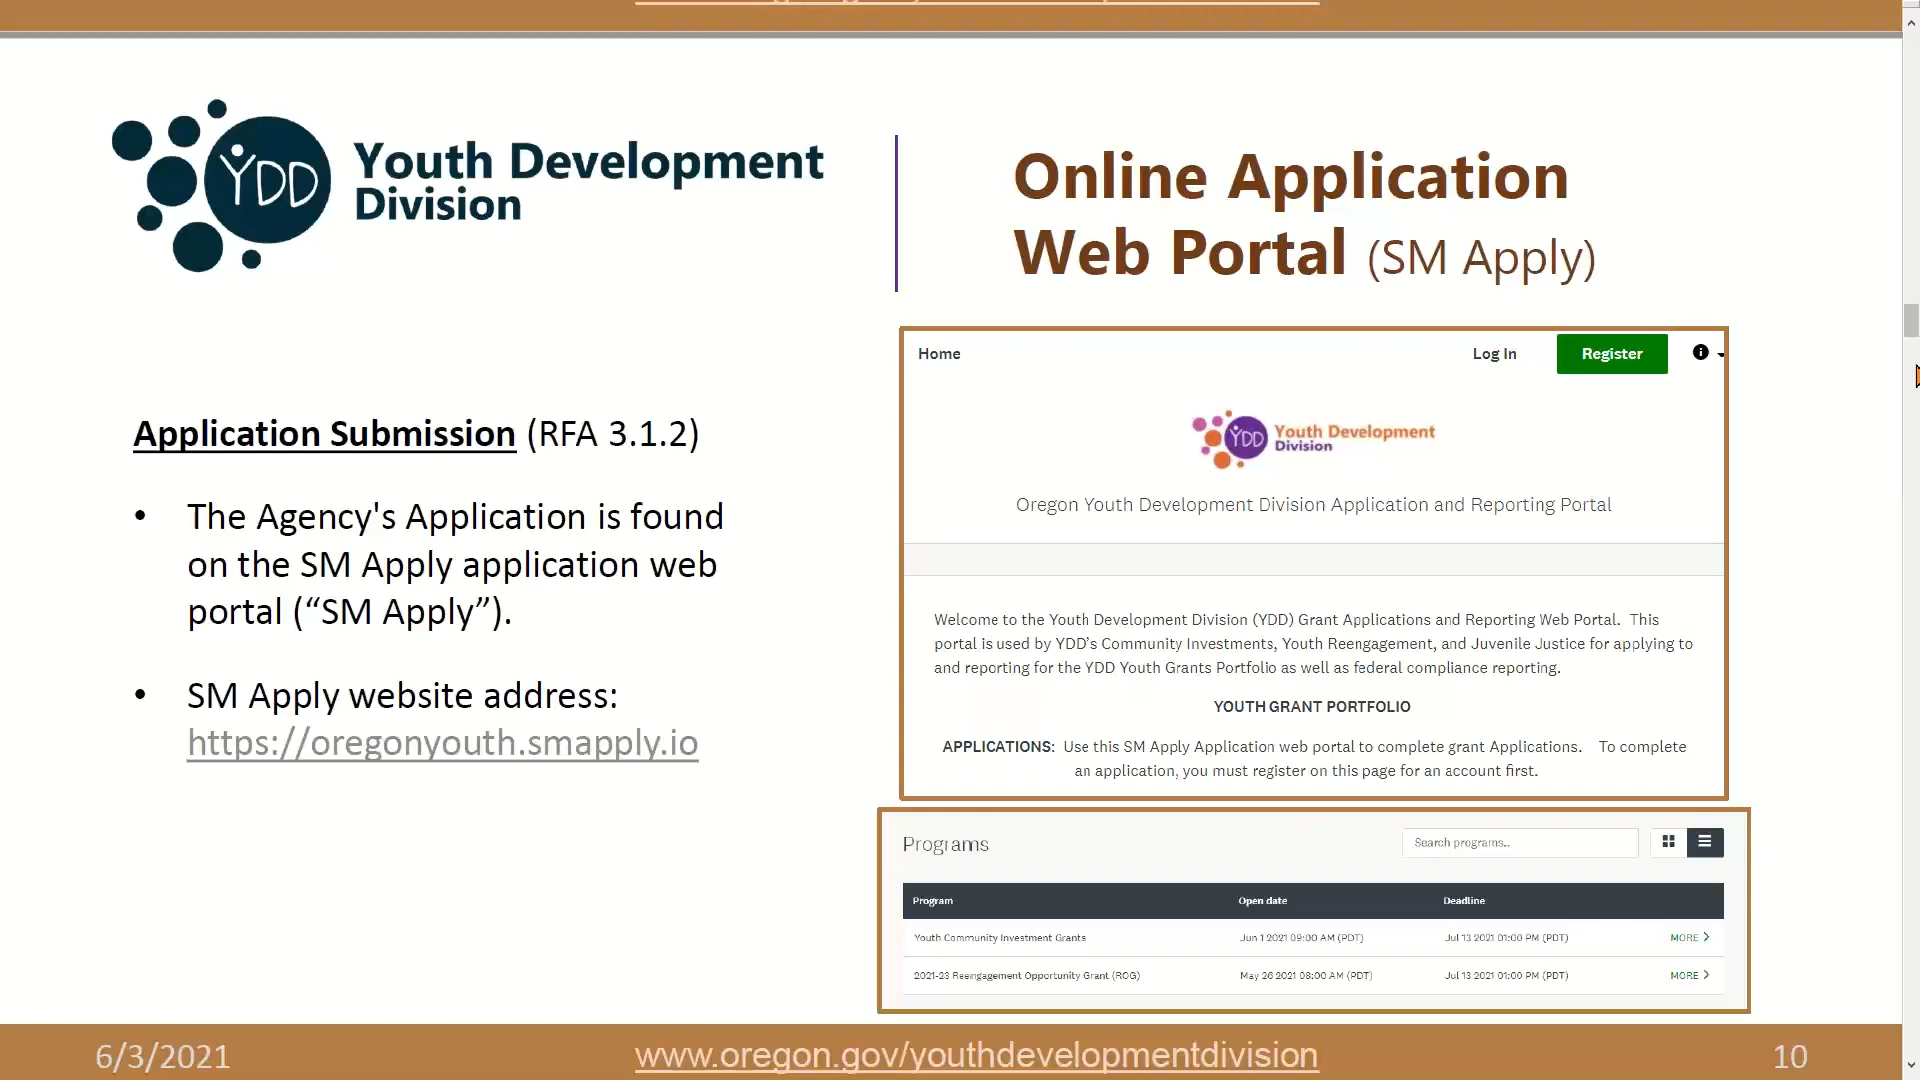 YDD
Youth Development
Division
Online Application
Web Portal (SM Apply)
Application Submission (RFA 3.1.2)
• The Agency's Application is found
on the SM Apply application web
portal (“SM Apply”).
• SM Apply website address:
https://oregonyouth.smapply.io
Home Log In Register
YDD Youth Development
Division
Oregon Youth Development Division Application and Reporting Portal
Welcome to the Youth Development Division (YDD) Grant Applications and Reporting Web Portal. This
portal is used by YDD's Community Investments, Youth Reengagement, and Juvenile Justice for applying to
and reporting for the YDD Youth Grants Portfolio as well as federal compliance reporting.
YOUTH GRANT PORTFOLIO
APPLICATIONS: Use this SM Apply Application web portal to complete grant Applications. To complete
an application, you must register on this page for an account first.
Programs Search programs..
Program Open date Deadline
Youth Community Investment Grants Jun 1 2021 09:00 AM (PDT) Jul 13 2021 01:00 PM (PDT) MORE >
2021-23 Reengagement Opportunity Grant (ROG) May 26 2021 08:00 AM (PDT) Jul 13 2021 01:00 PM (PDT) MORE >
6/3/2021 www.oregon.gov/youthdevelopmentdivision 10